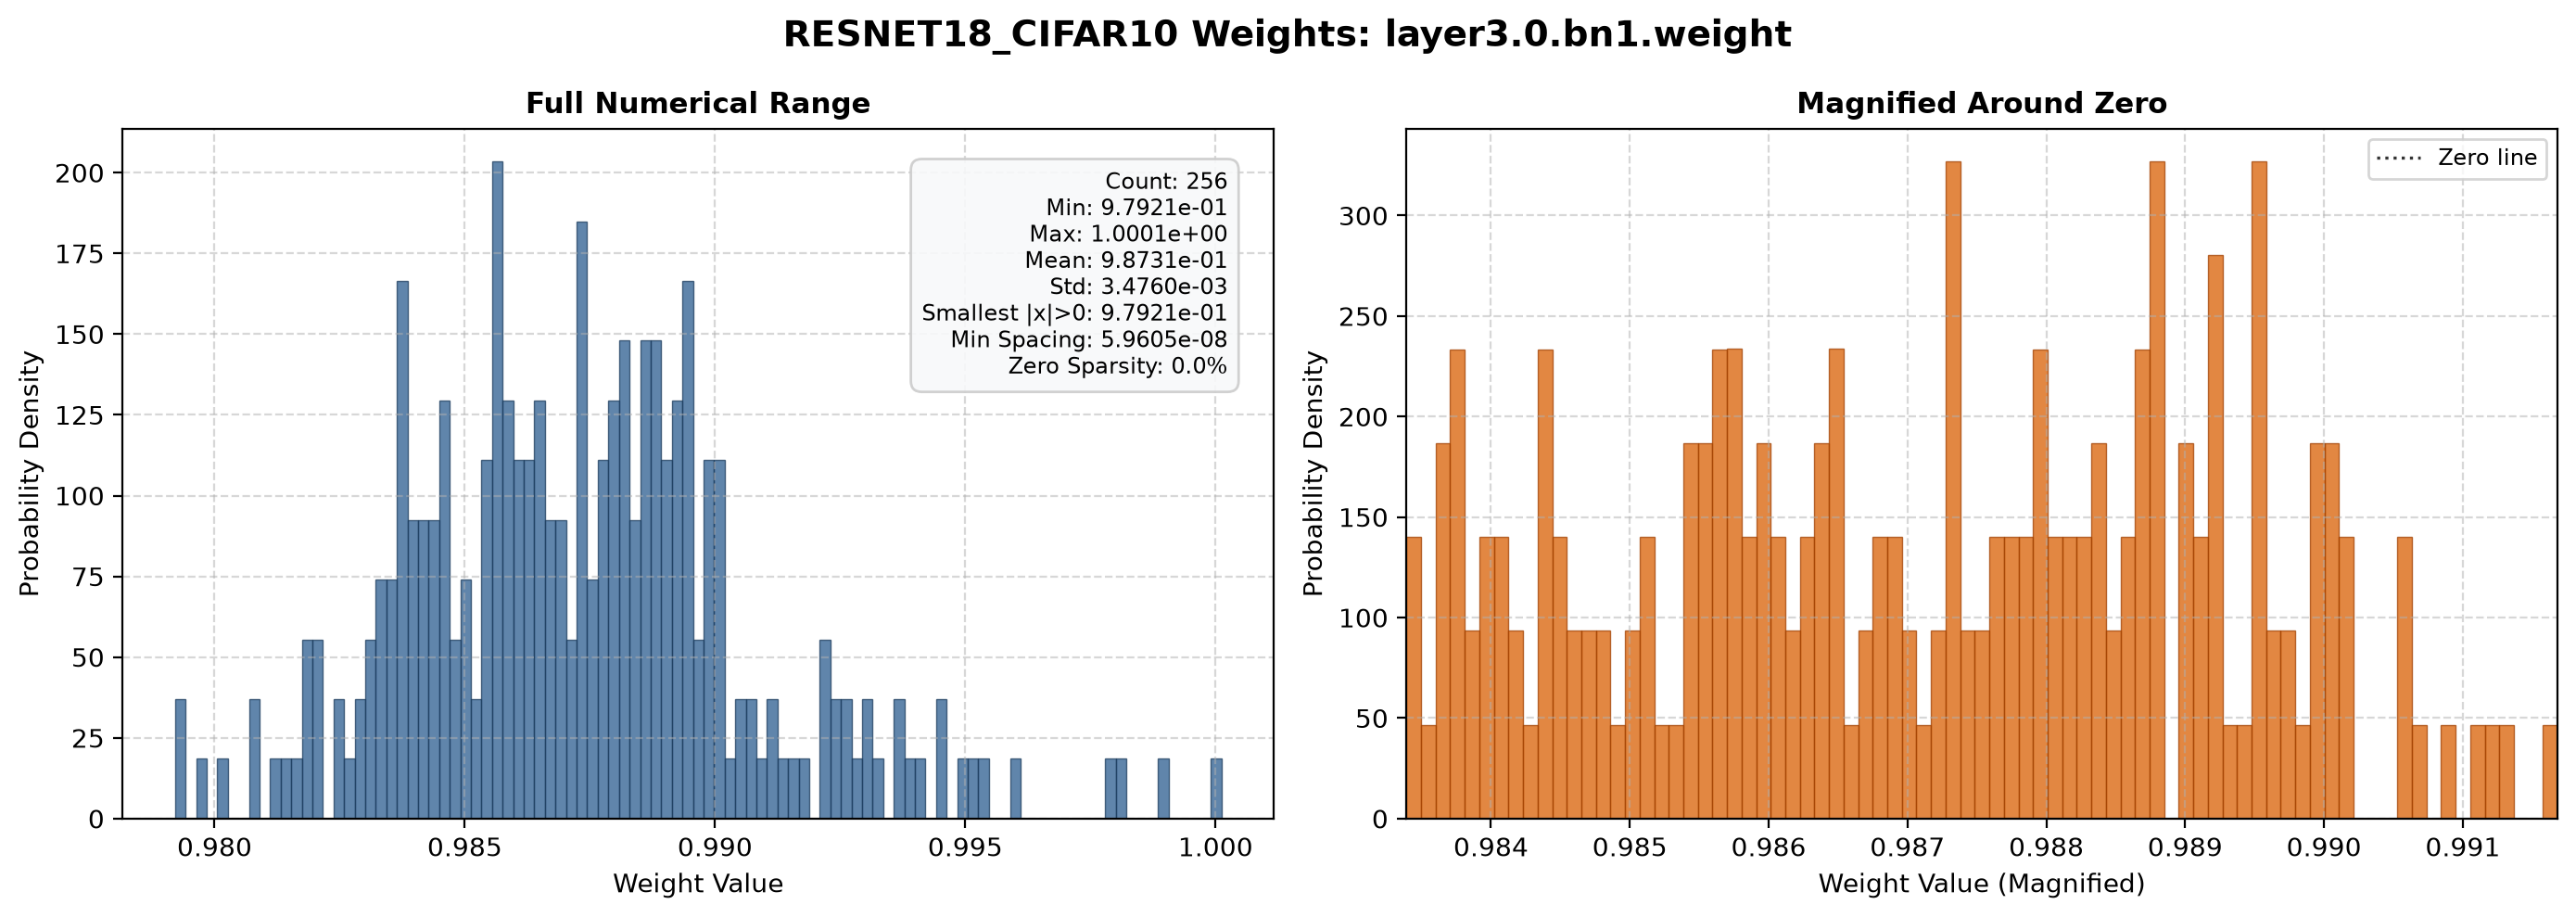 RESNET18_CIFAR10 Weights: layer3.0.bn1.weight
Full Numerical Range
Probability Density
200
175
150
125
100
75
50
25
0
Count: 256
Min: 9.7921e-01
Max: 1.0001e+00
Mean: 9.8731e-01
Std: 3.4760e-03
Smallest |x|>0: 9.7921e-01
Min Spacing: 5.9605e-08
Zero Sparsity: 0.0%
0.980 0.985 0.990 0.995 1.000
Weight Value
Magnified Around Zero
Probability Density
300
250
200
150
100
50
0
Zero line
0.984 0.985 0.986 0.987 0.988 0.989 0.990 0.991
Weight Value (Magnified)